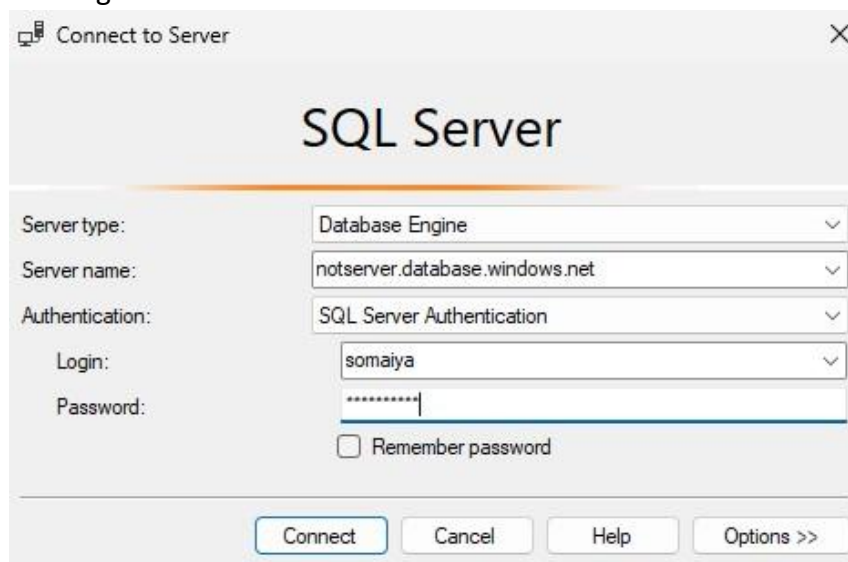 Connect to Server
SQL Server
Server type: Database Engine
Server name: notserver.database.windows.net
Authentication: SQL Server Authentication
Login: somaiya
Password: **********
Remember password
Connect Cancel Help Options >>